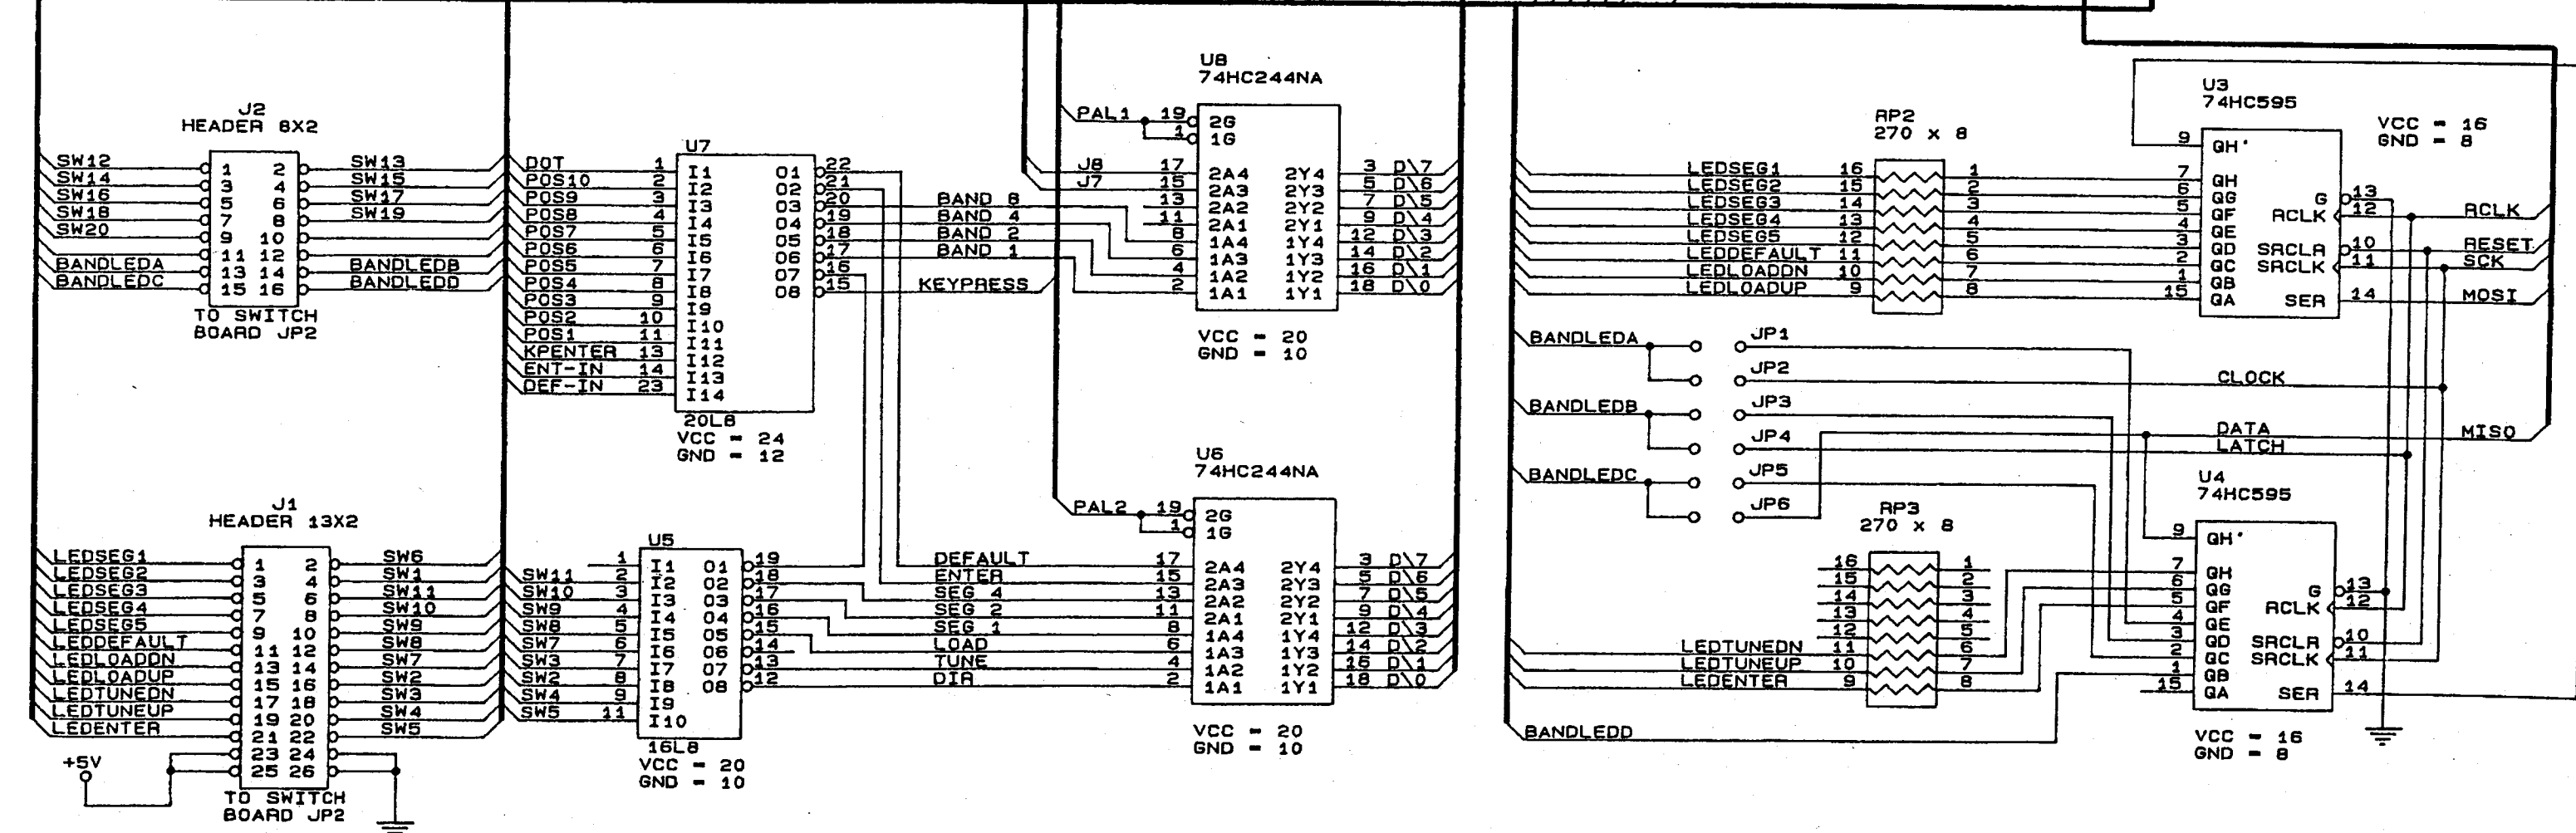 J2
HEADER 8X2
SW12 1 2 SW13
SW14 3 4 SW15
SW16 5 6 SW17
SW18 7 8 SW19
SW20 9 10
11 12
BANDLEDA 13 14 BANDLEDB
BANDLEDC 15 16 BANDLEDD
TO SWITCH
BOARD JP2
J1
HEADER 13X2
LEDSEG1 1 2 SW6
LEDSEG2 3 4 SW1
LEDSEG3 5 6 SW11
LEDSEG4 7 8 SW10
LEDSEG5 9 10 SW9
LEDDEFAULT 11 12 SW8
LEDLOADDN 13 14 SW7
LEDLOADUP 15 16 SW2
LEDTUNEDN 17 18 SW3
LEDTUNEUP 19 20 SW4
LEDENTER 21 22 SW5
23 24
25 26
+5V
TO SWITCH
BOARD JP2
U7
DOT 1 I1 O1 22
POS10 2 I2 O2 21
POS9 3 I3 O3 20 BAND 8
POS8 4 I4 O4 19 BAND 4
POS7 5 I5 O5 18 BAND 2
POS6 6 I6 O6 17 BAND 1
POS5 7 I7 O7 16
POS4 8 I8 O8 15 KEYPRESS
POS3 9 I9
POS2 10 I10
POS1 11 I11
KPENTER 13 I12
ENT-IN 14 I13
DEF-IN 23 I14
20L8
VCC = 24
GND = 12
U5
1 I1 O1 19
SW11 2 I2 O2 18
SW10 3 I3 O3 17
SW9 4 I4 O4 16
SW8 5 I5 O5 15
SW7 6 I6 O6 14
SW3 7 I7 O7 13
SW2 8 I8 O8 12
SW4 9 I9
SW5 11 I10
16L8
VCC = 20
GND = 10
U8
74HC244NA
PAL1 19 2G
1 1G
J8 17 2A4 2Y4 3 D\7
J7 15 2A3 2Y3 5 D\6
13 2A2 2Y2 7 D\5
11 2A1 2Y1 9 D\4
8 1A4 1Y4 12 D\3
6 1A3 1Y3 14 D\2
4 1A2 1Y2 16 D\1
2 1A1 1Y1 18 D\0
VCC = 20
GND = 10
U6
74HC244NA
PAL2 19 2G
1 1G
DEFAULT 17 2A4 2Y4 3 D\7
ENTER 15 2A3 2Y3 5 D\6
SEG 4 13 2A2 2Y2 7 D\5
SEG 2 11 2A1 2Y1 9 D\4
SEG 1 8 1A4 1Y4 12 D\3
LOAD 6 1A3 1Y3 14 D\2
TUNE 4 1A2 1Y2 16 D\1
DIR 2 1A1 1Y1 18 D\0
VCC = 20
GND = 10
RP2
270 x 8
LEDSEG1 16 1
LEDSEG2 15 2
LEDSEG3 14 3
LEDSEG4 13 4
LEDSEG5 12 5
LEDDEFAULT 11 6
LEDLOADDN 10 7
LEDLOADUP 9 8
BANDLEDA JP1
JP2 CLOCK
BANDLEDB JP3
JP4 DATA MISO
LATCH
BANDLEDC JP5
JP6
RP3
270 x 8
16 1
15 2
14 3
13 4
12 5
LEDTUNEDN 11 6
LEDTUNEUP 10 7
LEDENTER 9 8
BANDLEDD
U3
74HC595
VCC = 16
GND = 8
9 QH'
7 QH
6 QG G 13
5 QF RCLK 12 RCLK
4 QE
3 QD SRCLR 10 RESET
2 QC SRCLK 11 SCK
1 QB
15 QA SER 14 MOSI
U4
74HC595
9 QH'
7 QH
6 QG G 13
5 QF RCLK 12
4 QE
3 QD SRCLR 10
2 QC SRCLK 11
1 QB
15 QA SER 14
VCC = 16
GND = 8